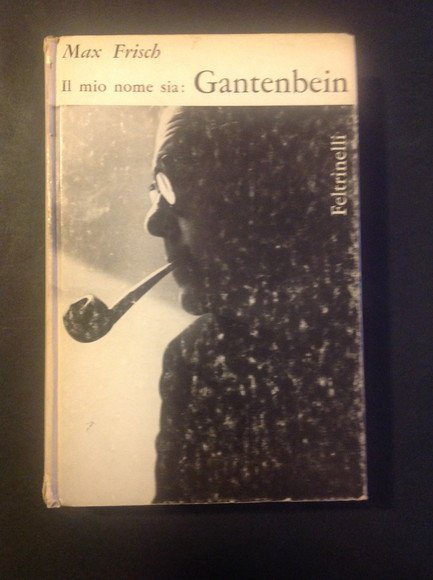 Max Frisch
Il mio nome sia: Gantenbein
Feltrinelli